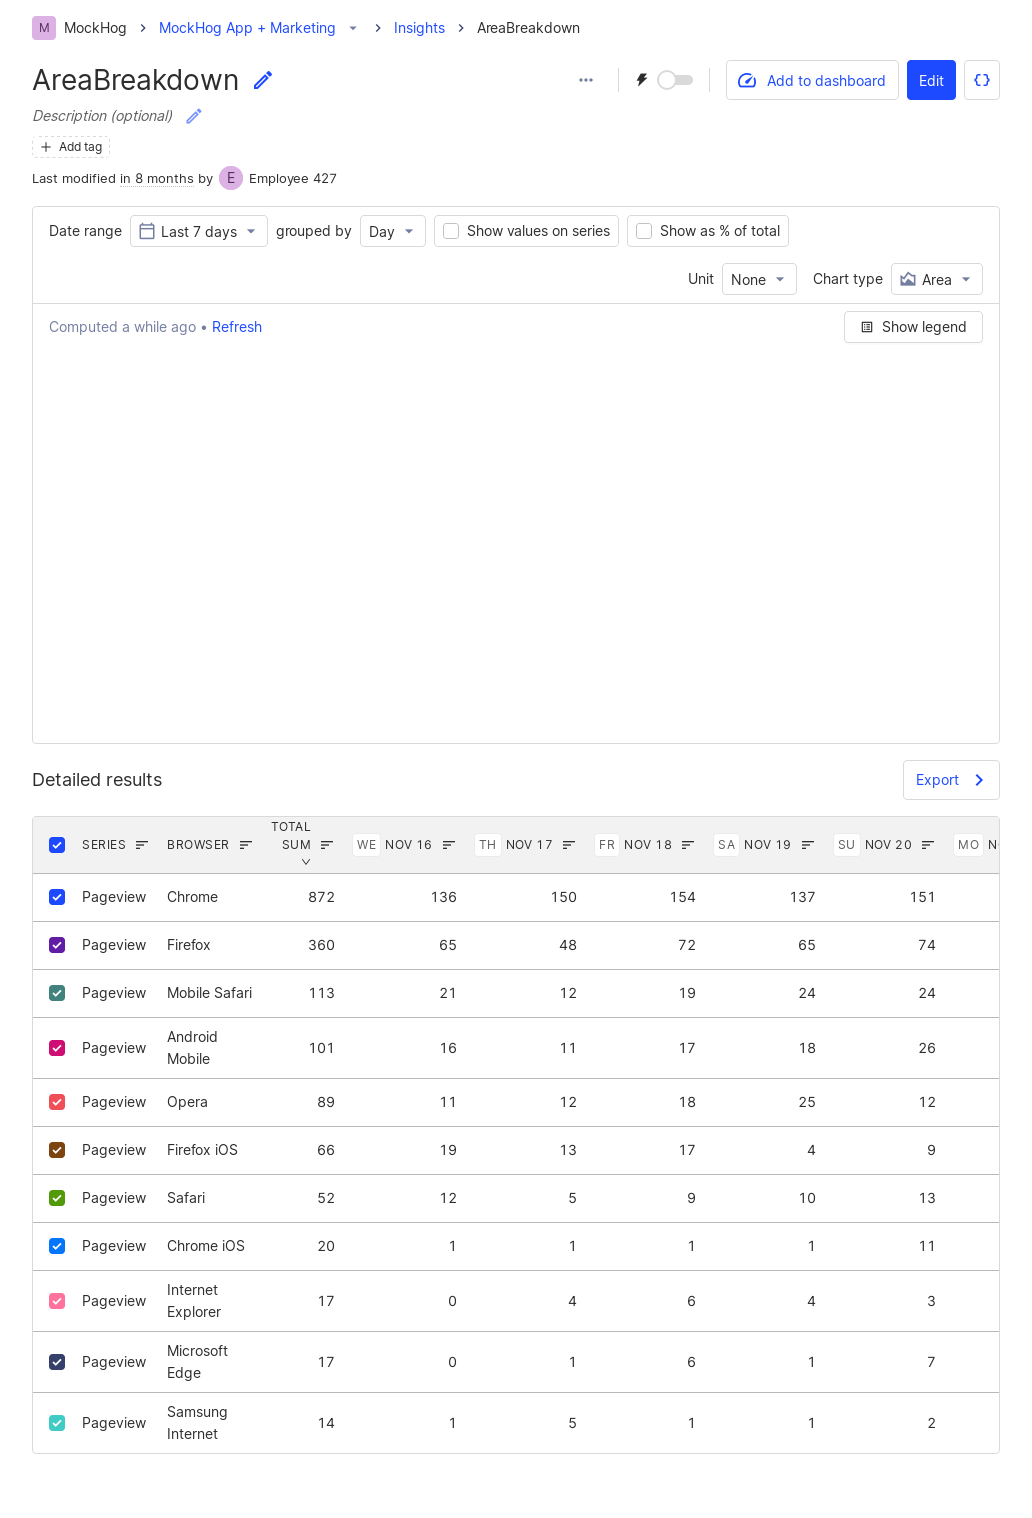 M MockHog MockHog App + Marketing Insights AreaBreakdown
AreaBreakdown
Add to dashboard Edit
Description (optional)
Add tag
Last modified in 8 months by E Employee 427
Date range Last 7 days grouped by Day Show values on series Show as % of total
Unit None Chart type Area
Computed a while ago • Refresh Show legend
Detailed results Export
SERIES BROWSER TOTAL SUM WE NOV 16 TH NOV 17 FR NOV 18 SA NOV 19 SU NOV 20 MO
Pageview Chrome 872 136 150 154 137 151
Pageview Firefox 360 65 48 72 65 74
Pageview Mobile Safari 113 21 12 19 24 24
Pageview Android Mobile 101 16 11 17 18 26
Pageview Opera 89 11 12 18 25 12
Pageview Firefox iOS 66 19 13 17 4 9
Pageview Safari 52 12 5 9 10 13
Pageview Chrome iOS 20 1 1 1 1 11
Pageview Internet Explorer 17 0 4 6 4 3
Pageview Microsoft Edge 17 0 1 6 1 7
Pageview Samsung Internet 14 1 5 1 1 2